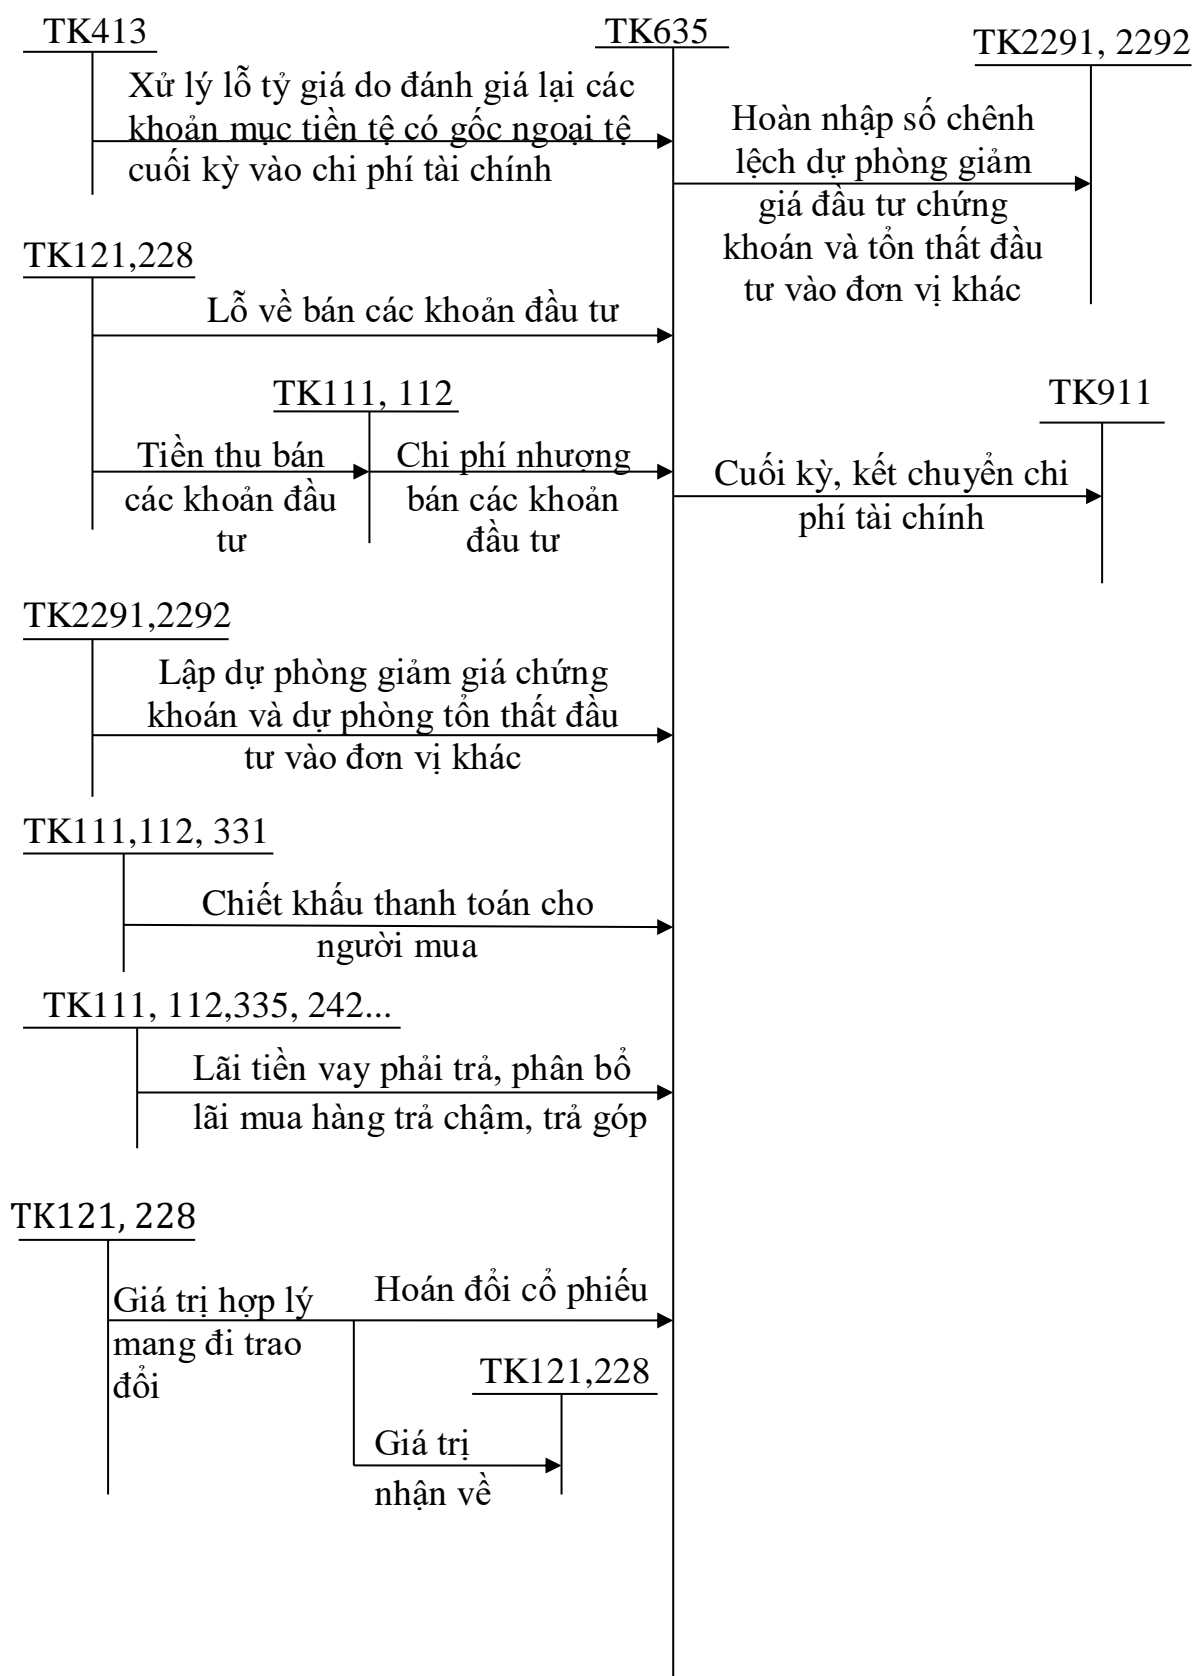 TK413
TK635
TK2291, 2292
Xử lý lỗ tỷ giá do đánh giá lại các
khoản mục tiền tệ có gốc ngoại tệ
cuối kỳ vào chi phí tài chính
Hoàn nhập số chênh
lệch dự phòng giảm
giá đầu tư chứng
khoán và tổn thất đầu
tư vào đơn vị khác
TK121,228
Lỗ về bán các khoản đầu tư
TK111, 112
TK911
Tiền thu bán
các khoản đầu
tư
Chi phí nhượng
bán các khoản
đầu tư
Cuối kỳ, kết chuyển chi
phí tài chính
TK2291,2292
Lập dự phòng giảm giá chứng
khoán và dự phòng tổn thất đầu
tư vào đơn vị khác
TK111,112, 331
Chiết khấu thanh toán cho
người mua
TK111, 112,335, 242...
Lãi tiền vay phải trả, phân bổ
lãi mua hàng trả chậm, trả góp
TK121, 228
Giá trị hợp lý
mang đi trao
đổi
Hoán đổi cổ phiếu
TK121,228
Giá trị
nhận về